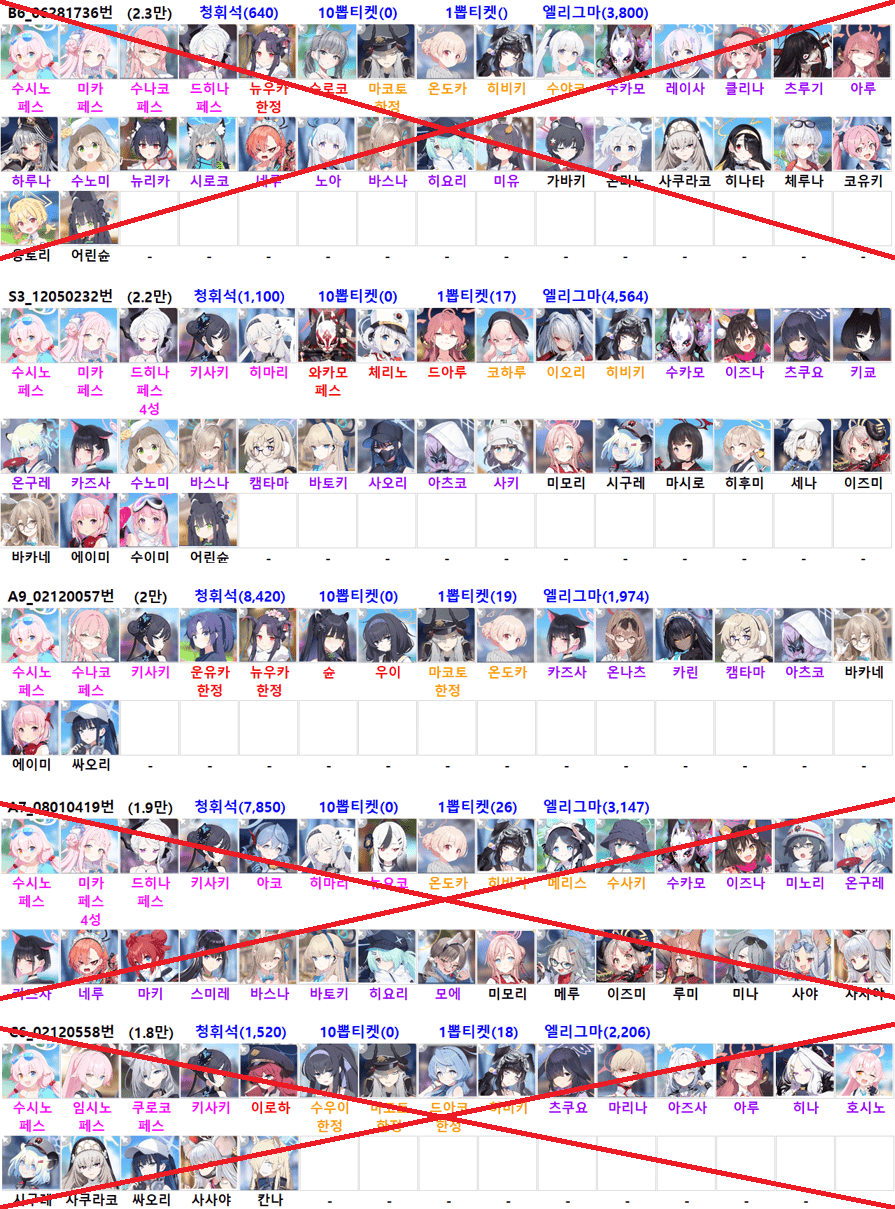 B6_06281736번 (2.3만) 청휘석(640) 10뽑티켓(0) 1뽑티켓() 엘리그마(3,800)
수시노 미카 수나코 드히나 뉴우카 수로코 마코토 온도카 히비키 수야코 수카모 레이사 클리나 츠루기 아루
페스 페스 페스 페스 한정 한정
하루나 수노미 뉴리카 시로코 네루 노아 바스나 히요리 미유 가바키 사쿠라코 히나타 체루나 코유키
응토리 어린슌 - - - - - - - - - - - - -
S3_12050232번 (2.2만) 청휘석(1,100) 10뽑티켓(0) 1뽑티켓(17) 엘리그마(4,564)
수시노 미카 드히나 키사키 히마리 와카모 체리노 드아루 코하루 이오리 히비키 수카모 이즈나 츠쿠요 키쿄
페스 페스 페스 페스
4성
온구레 카즈사 수노미 바스나 캠타마 바토키 사오리 아츠코 사키 미모리 시구레 마시로 히후미 세나 이즈미
바카네 에이미 수이미 어린슌 - - - - - - - - - - -
A9_02120057번 (2만) 청휘석(8,420) 10뽑티켓(0) 1뽑티켓(19) 엘리그마(1,974)
수시노 수나코 키사키 운유카 뉴우카 슌 우이 마코토 온도카 카즈사 온나츠 카린 캠타마 아츠코 바카네
페스 페스 한정 한정 한정
에이미 싸오리 - - - - - - - - - - - - -
A7_08010419번 (1.9만) 청휘석(7,850) 10뽑티켓(0) 1뽑티켓(26) 엘리그마(3,147)
수시노 미카 드히나 키사키 아코 히마리 뉴요코 온도카 히비키 메리스 수사키 수카모 이즈나 미노리 온구레
페스 페스 페스
4성
카즈사 네루 마키 스미레 바스나 바토키 히요리 모에 미모리 메루 이즈미 루미 미나 사야 사사야
C6_02120558번 (1.8만) 청휘석(1,520) 10뽑티켓(0) 1뽑티켓(18) 엘리그마(2,206)
수시노 임시노 쿠로코 키사키 이로하 수우이 마코토 드아코 히비키 츠쿠요 마리나 아즈사 아루 히나 호시노
페스 페스 페스 한정 한정 한정
시구레 사쿠라코 싸오리 사사야 칸나 - - - - - - - - - -